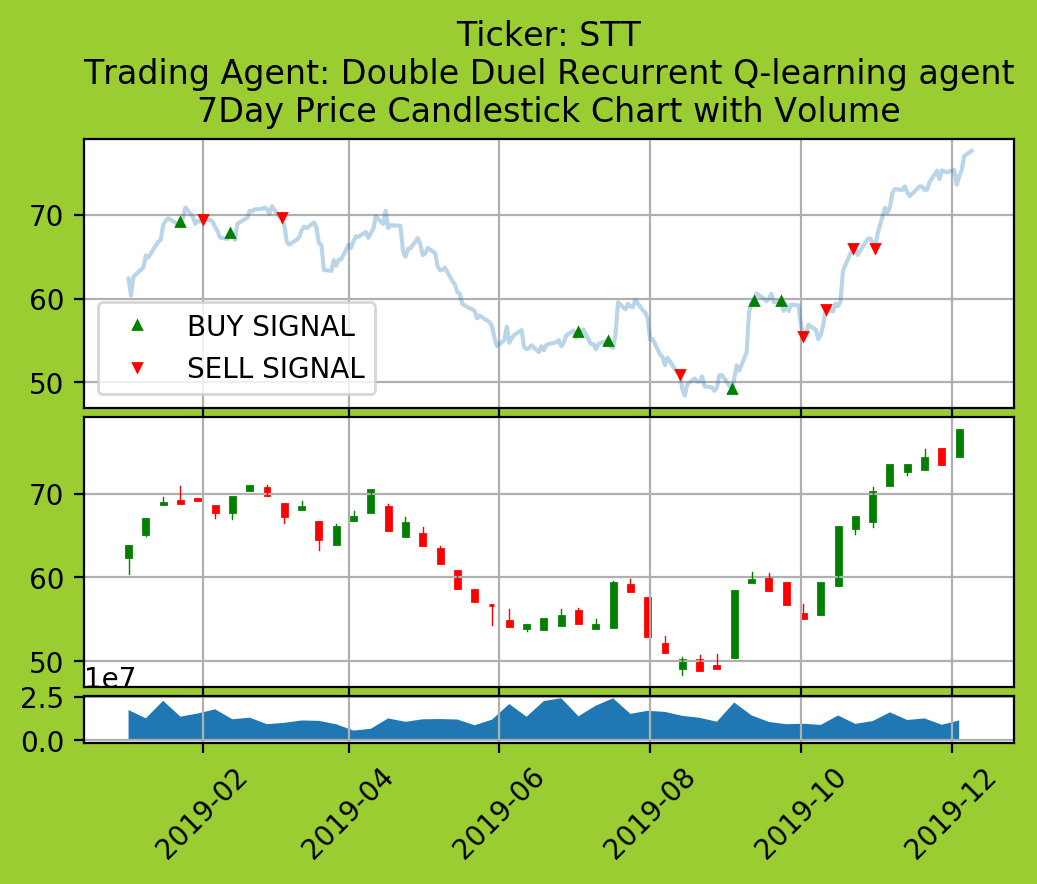 Ticker: STT
Trading Agent: Double Duel Recurrent Q-learning agent
7Day Price Candlestick Chart with Volume
70
60
50
BUY SIGNAL
SELL SIGNAL
70
60
50
1e7
2.5
0.0
2019-02
2019-04
2019-06
2019-08
2019-10
2019-12